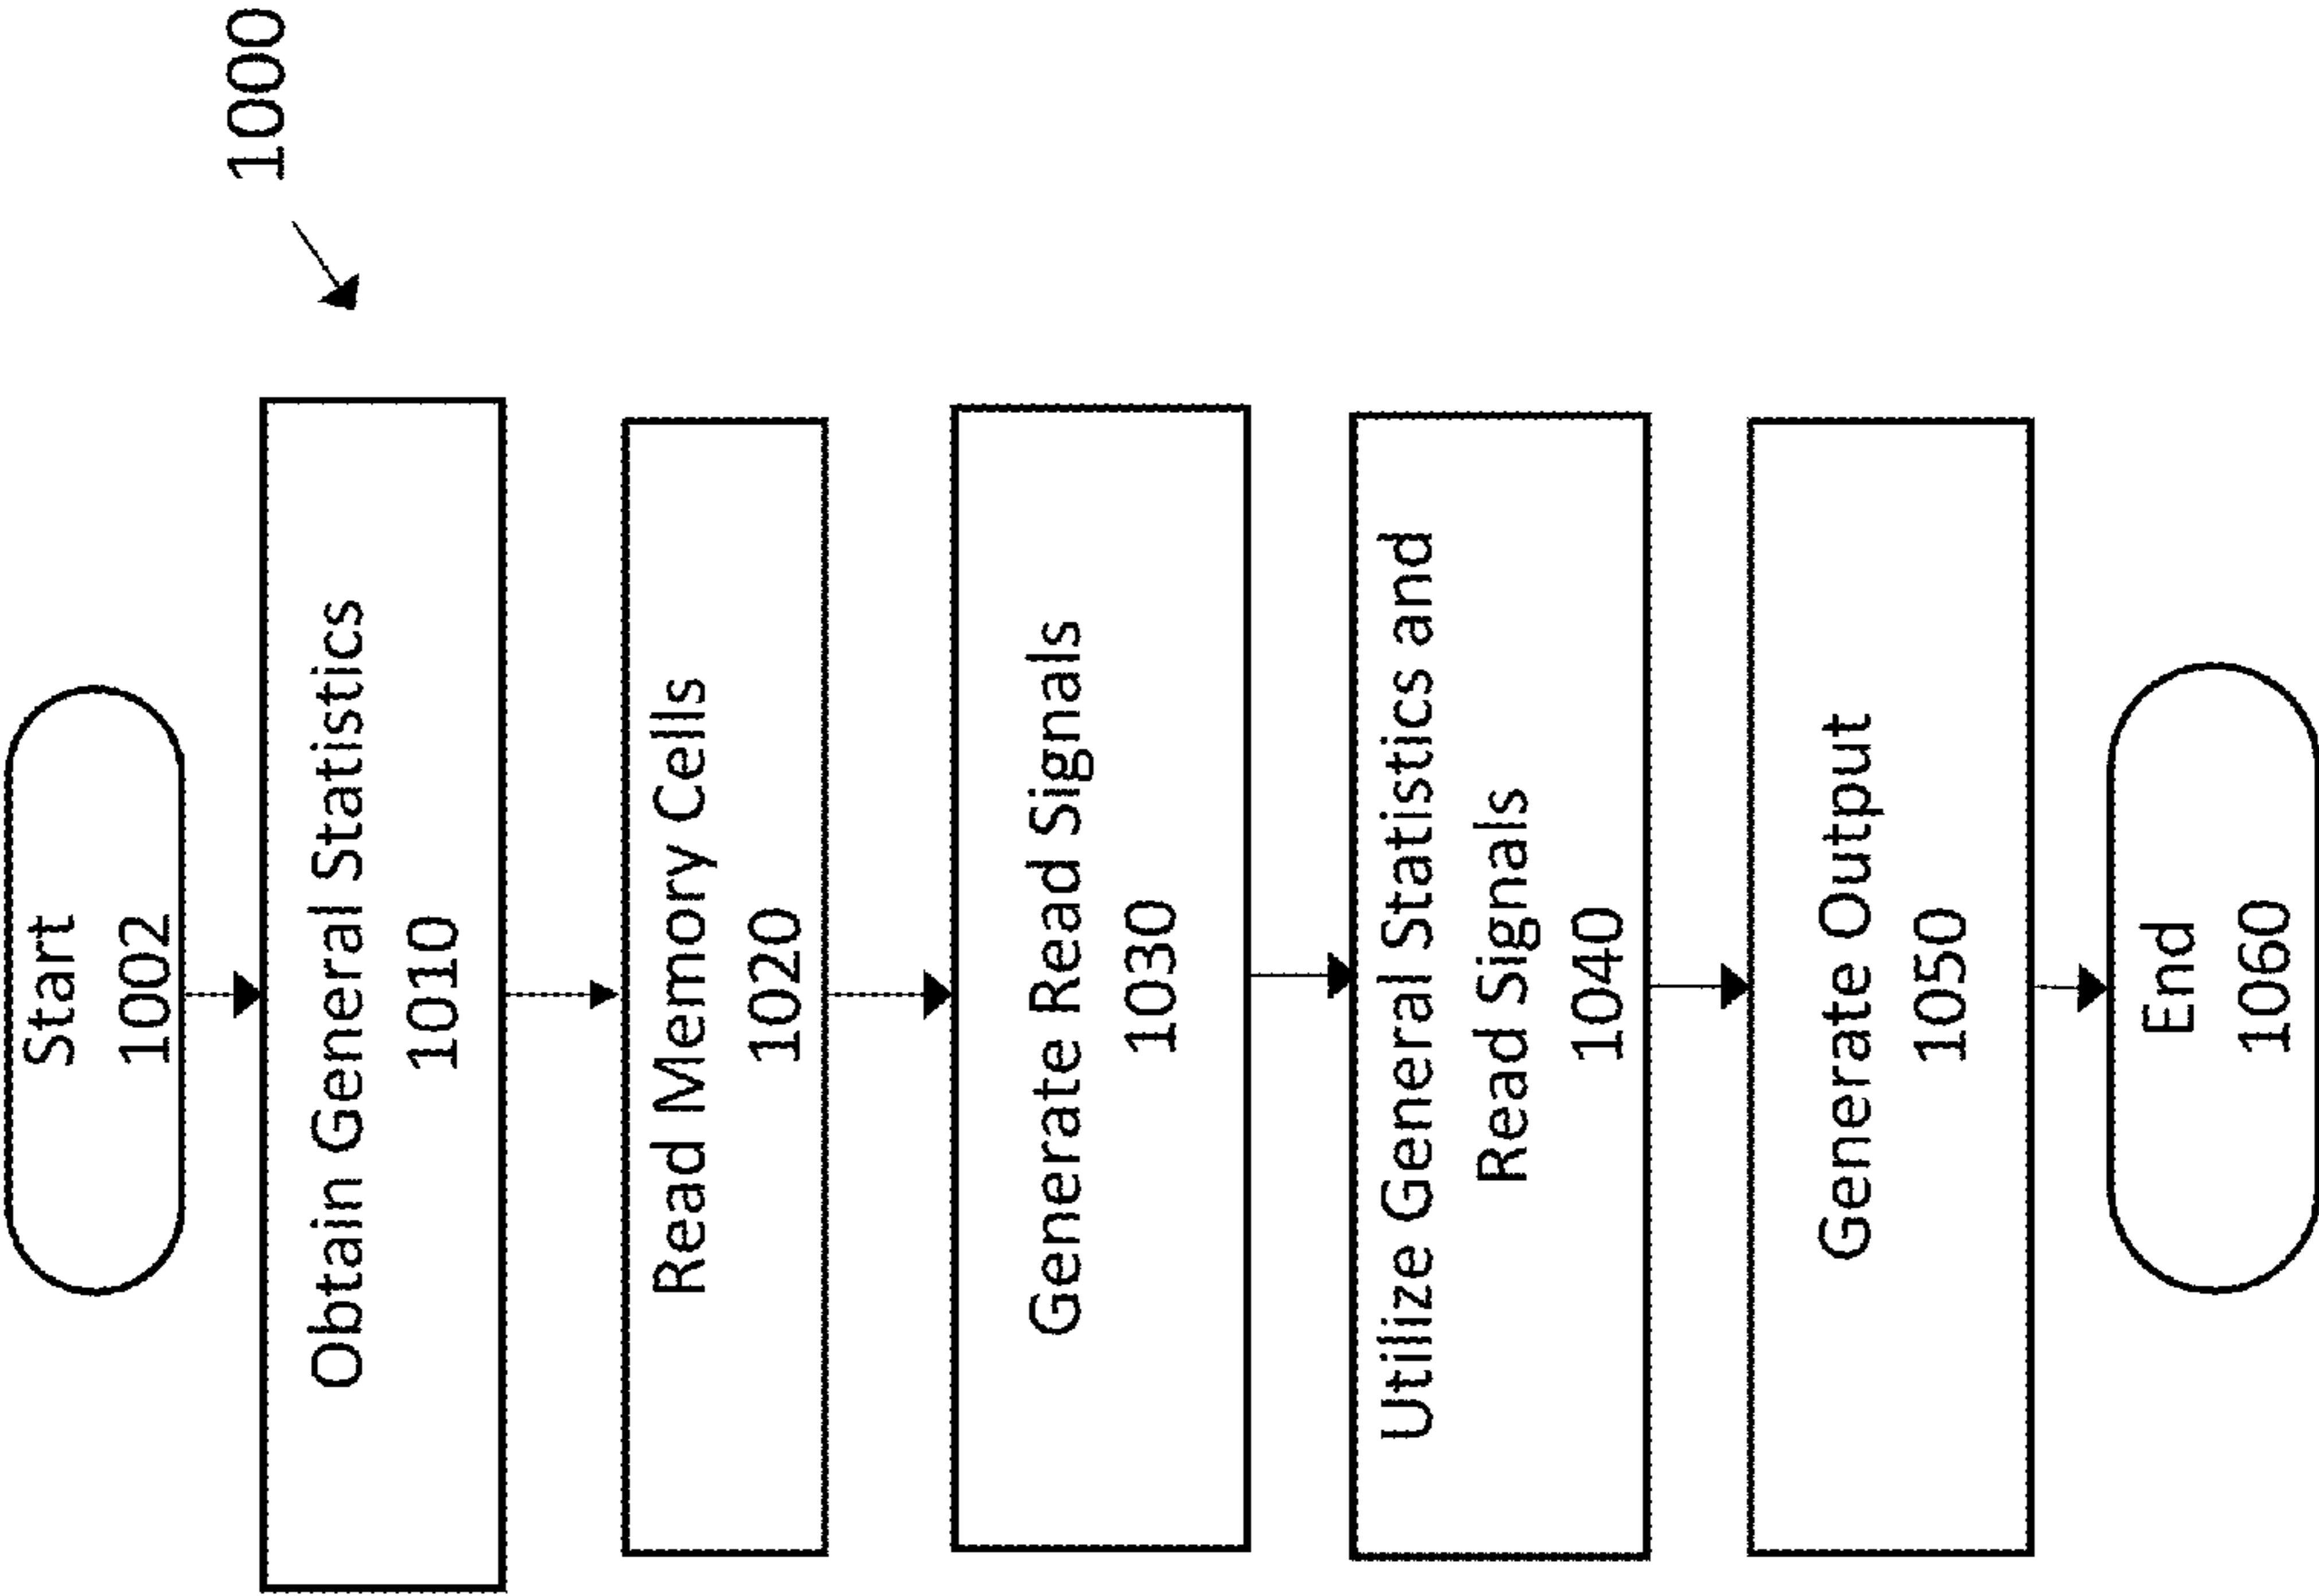 1000
Start
1002
Obtain General Statistics
1010
Read Memory Cells
1020
Generate Read Signals
1030
Utilize General Statistics and
Read Signals
1040
Generate Output
1050
End
1060